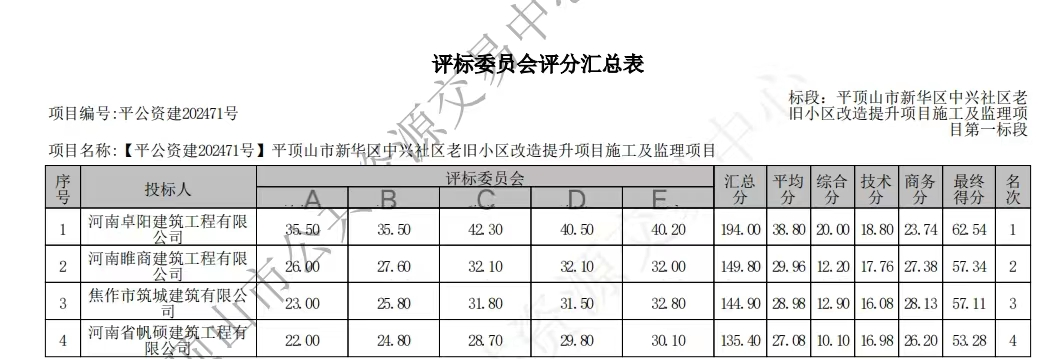 评标委员会评分汇总表
项目编号:平公资建202471号
标段：平顶山市新华区中兴社区老
旧小区改造提升项目施工及监理项
目第一标段
项目名称:【平公资建202471号】平顶山市新华区中兴社区老旧小区改造提升项目施工及监理项目
序号 投标人 评标委员会 汇总分 平均分 综合分 技术分 商务分 最终得分 名次
A B C D E
1 河南卓阳建筑工程有限公司 35.50 35.50 42.30 40.50 40.20 194.00 38.80 20.00 18.80 23.74 62.54 1
2 河南睢商建筑工程有限公司 26.00 27.60 32.10 32.10 32.00 149.80 29.96 12.20 17.76 27.38 57.34 2
3 焦作市筑城建筑有限公司 23.00 25.80 31.80 31.50 32.80 144.90 28.98 12.90 16.08 28.13 57.11 3
4 河南省帆硕建筑工程有限公司 22.00 24.80 28.70 29.80 30.10 135.40 27.08 10.10 16.98 26.20 53.28 4